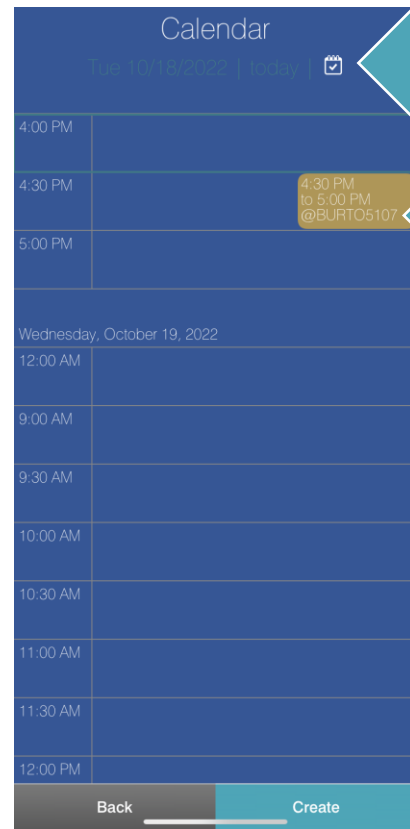 Calendar
Tue 10/18/2022 | today |
4:00 PM
4:30 PM
4:30 PM
to 5:00 PM
@BURTO5107
5:00 PM
Wednesday, October 19, 2022
12:00 AM
9:00 AM
9:30 AM
10:00 AM
10:30 AM
11:00 AM
11:30 AM
12:00 PM
Back
Create